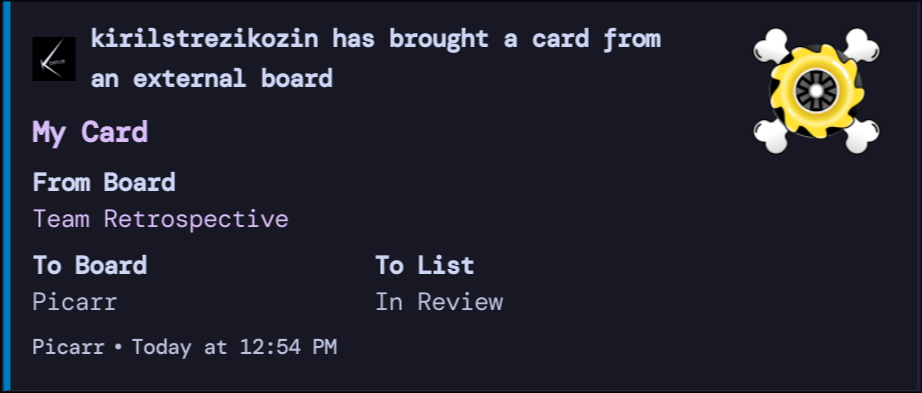 kirilstrezikozin has brought a card from
an external board
My Card
From Board
Team Retrospective
To Board
To List
Picarr
In Review
Picarr • Today at 12:54 PM